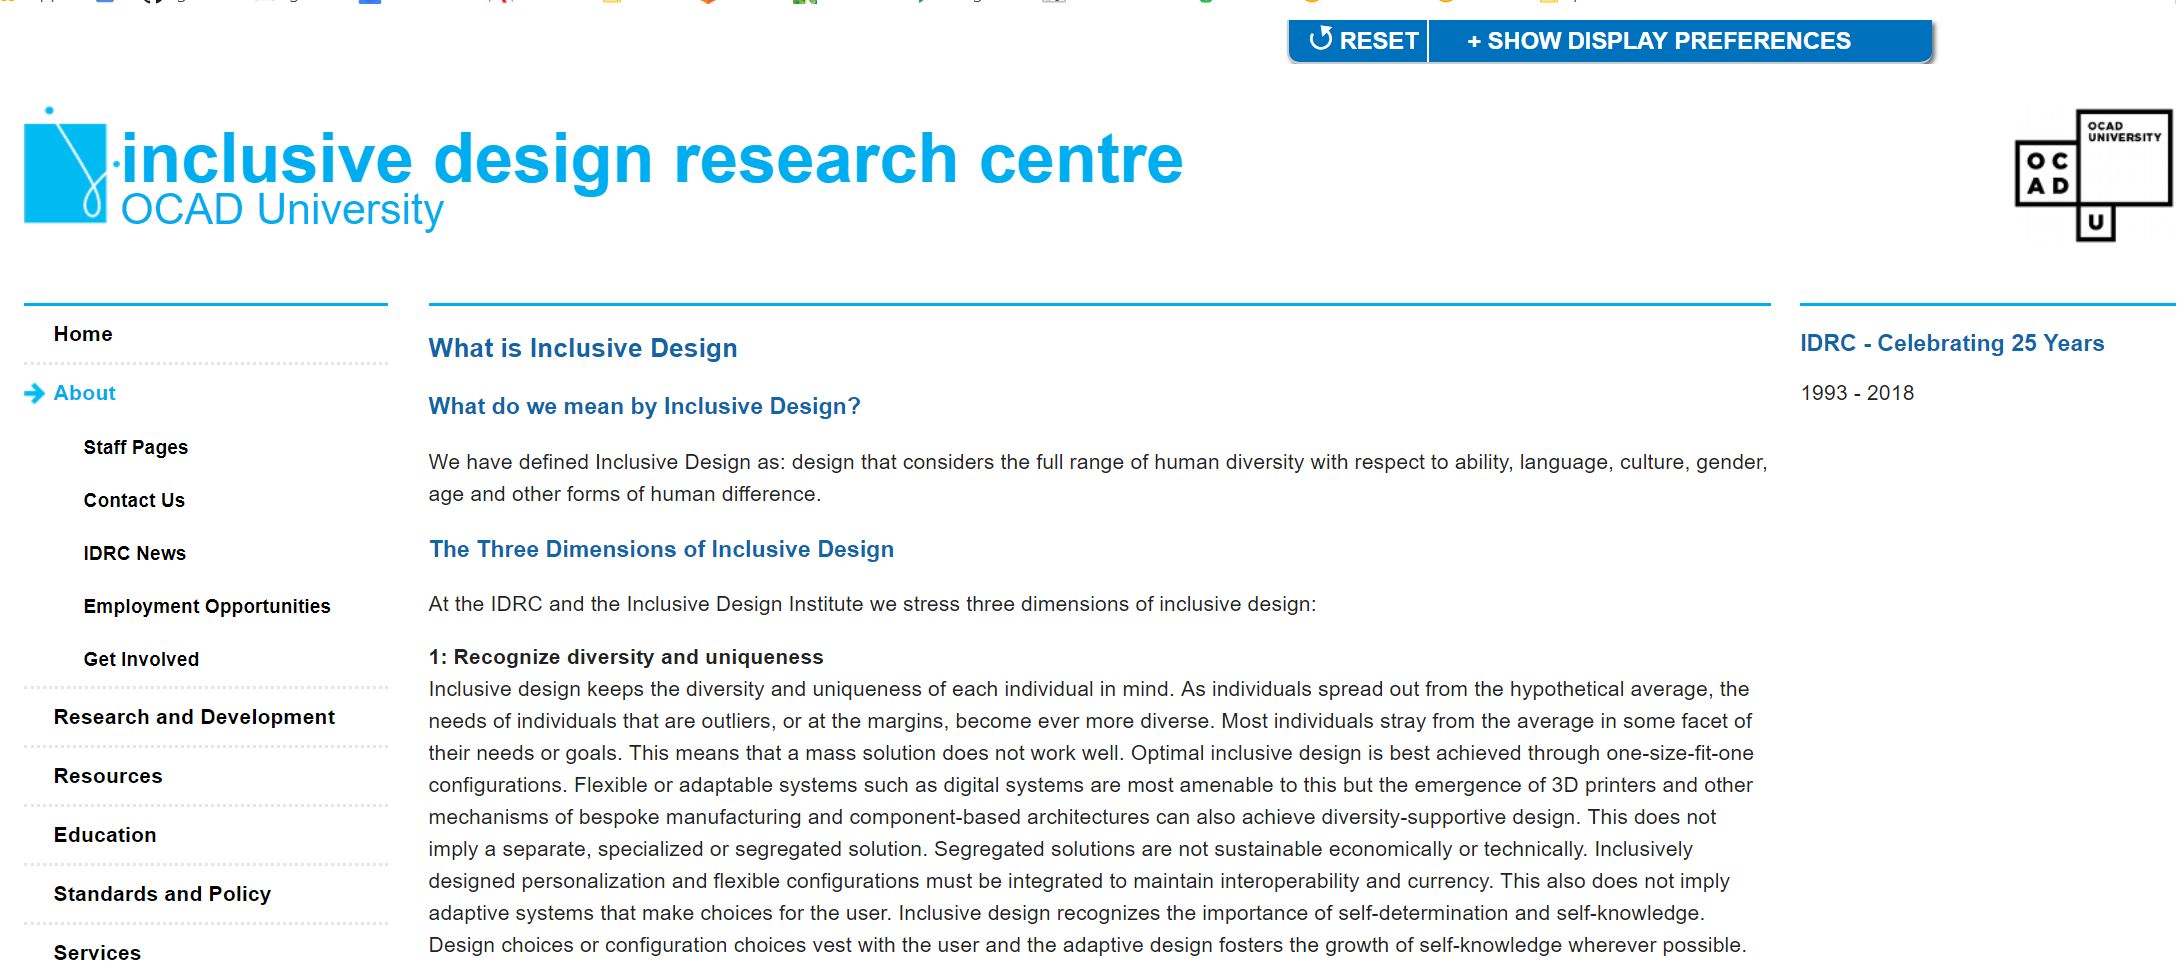 RESET
+ SHOW DISPLAY PREFERENCES
inclusive design research centre
OCAD University
OCAD
UNIVERSITY
O C
A D
U
Home
About
Staff Pages
Contact Us
IDRC News
Employment Opportunities
Get Involved
Research and Development
Resources
Education
Standards and Policy
Services
What is Inclusive Design
What do we mean by Inclusive Design?
We have defined Inclusive Design as: design that considers the full range of human diversity with respect to ability, language, culture, gender,
age and other forms of human difference.
The Three Dimensions of Inclusive Design
At the IDRC and the Inclusive Design Institute we stress three dimensions of inclusive design:
1: Recognize diversity and uniqueness
Inclusive design keeps the diversity and uniqueness of each individual in mind. As individuals spread out from the hypothetical average, the
needs of individuals that are outliers, or at the margins, become ever more diverse. Most individuals stray from the average in some facet of
their needs or goals. This means that a mass solution does not work well. Optimal inclusive design is best achieved through one-size-fit-one
configurations. Flexible or adaptable systems such as digital systems are most amenable to this but the emergence of 3D printers and other
mechanisms of bespoke manufacturing and component-based architectures can also achieve diversity-supportive design. This does not
imply a separate, specialized or segregated solution. Segregated solutions are not sustainable economically or technically. Inclusively
designed personalization and flexible configurations must be integrated to maintain interoperability and currency. This also does not imply
adaptive systems that make choices for the user. Inclusive design recognizes the importance of self-determination and self-knowledge.
Design choices or configuration choices vest with the user and the adaptive design fosters the growth of self-knowledge wherever possible.
IDRC - Celebrating 25 Years
1993 - 2018